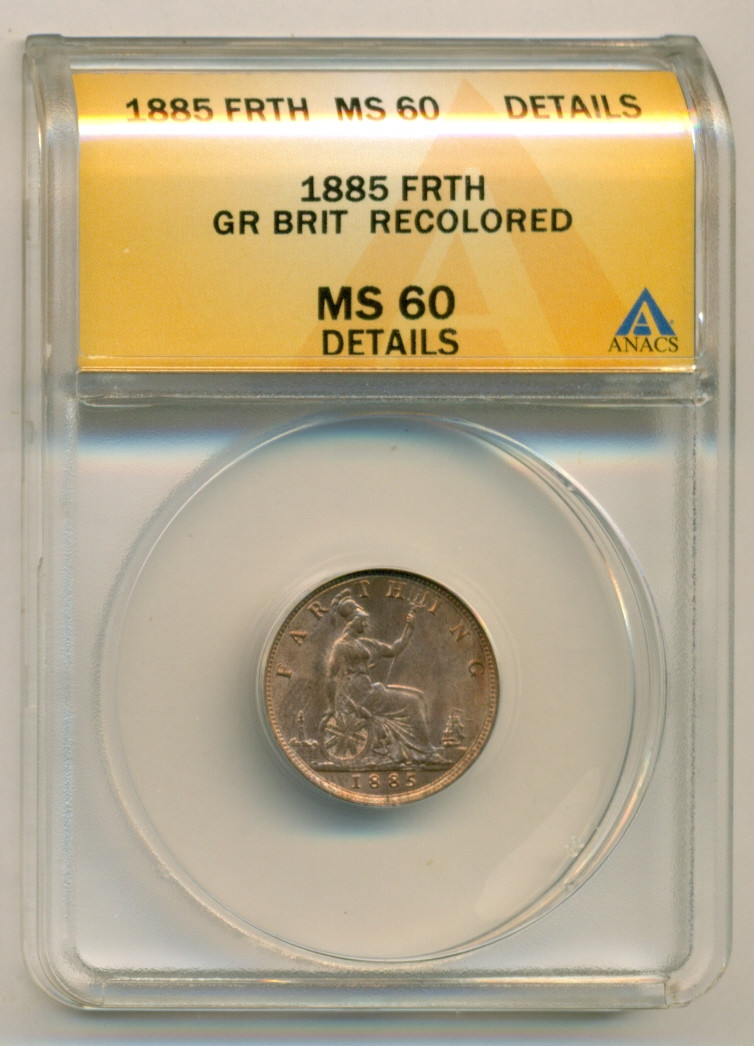 1885 FRTH MS 60 DETAILS
1885 FRTH
GR BRIT RECOLORED
MS 60
DETAILS
ANACS
FARTHING
1885